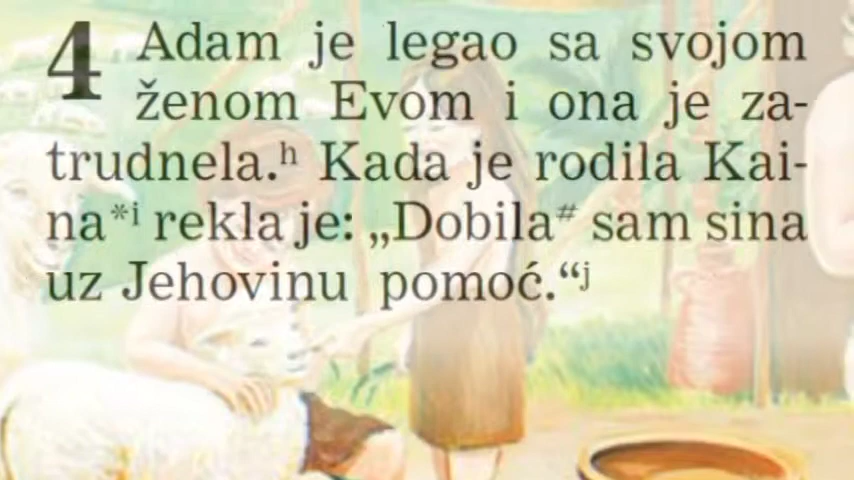 4 Adam je legao sa svojom
ženom Evom i ona je za-
trudnela.ʰ Kada je rodila Kai-
na*ⁱ rekla je: „Dobila# sam sina
uz Jehovinu pomoć.“ʲ